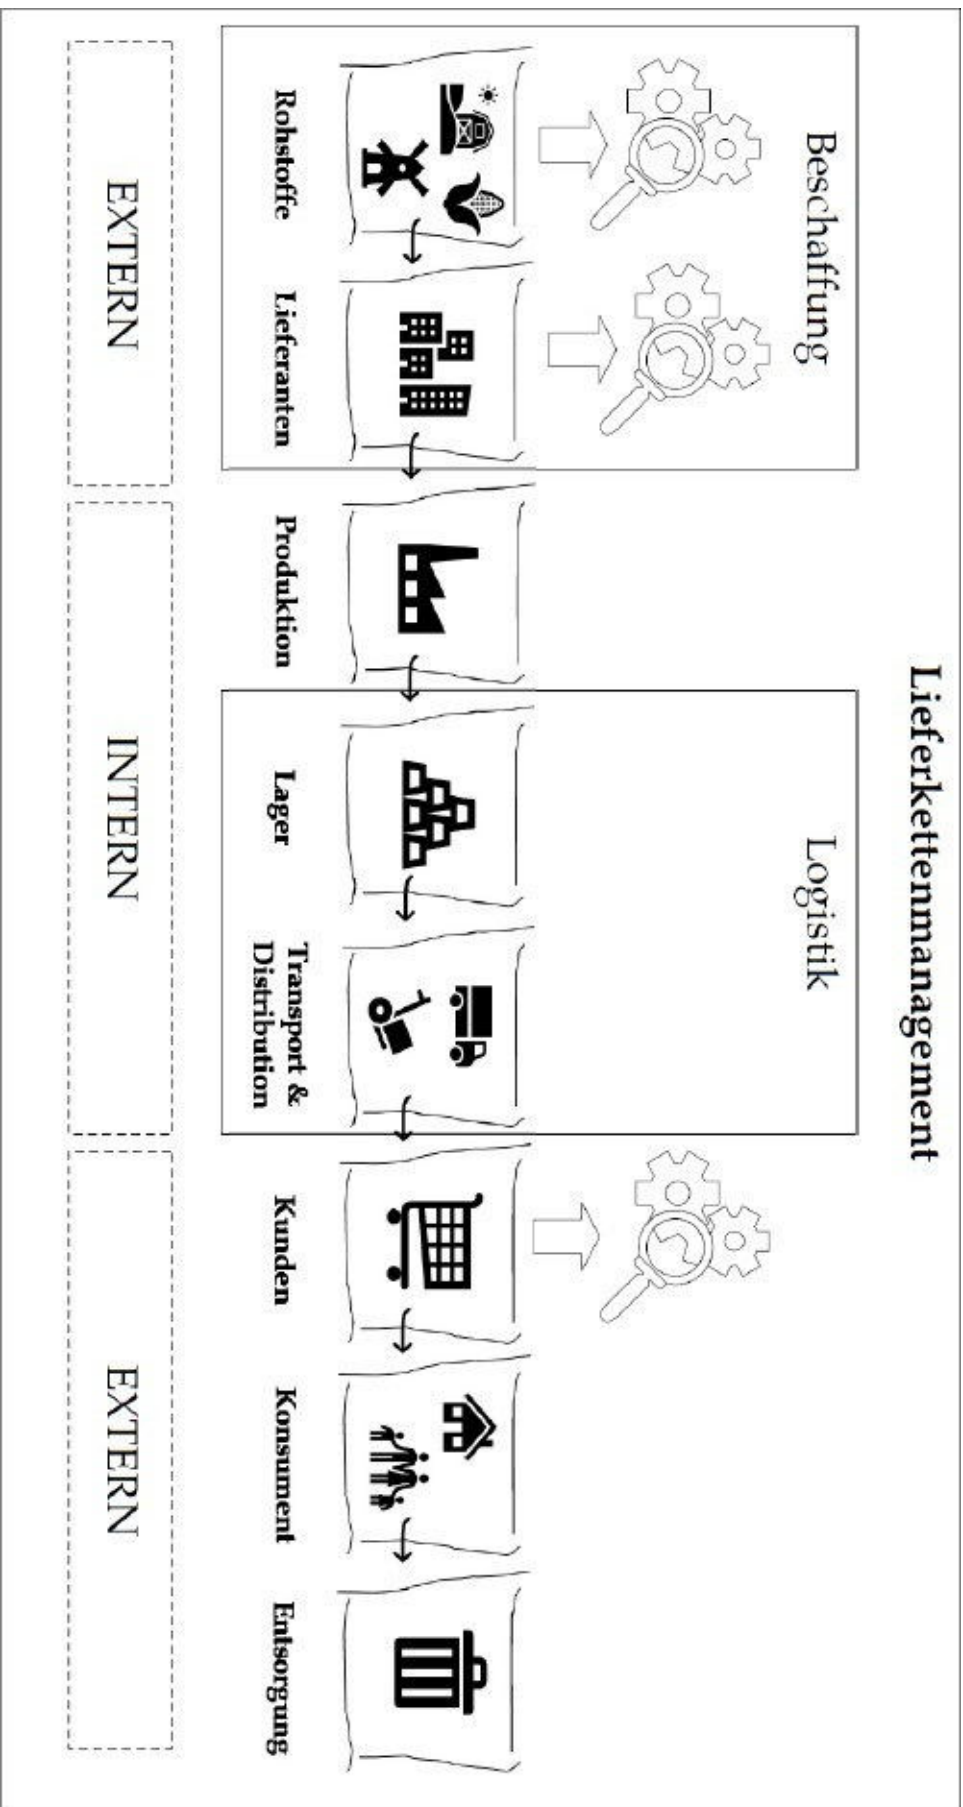 Lieferkettenmanagement
Beschaffung
Logistik
Rohstoffe
Lieferanten
Produktion
Lager
Transport &
Distribution
Kunden
Konsument
Entsorgung
EXTERN
INTERN
EXTERN